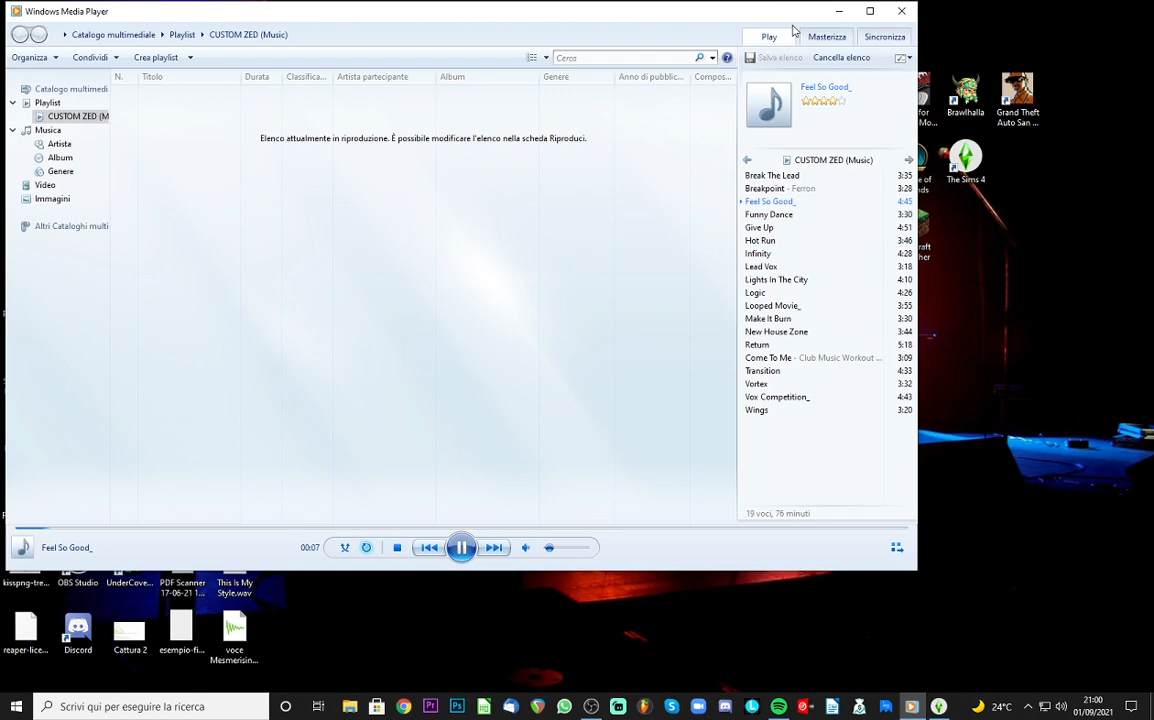 Windows Media Player
Catalogo multimediale ▸ Playlist ▸ CUSTOM ZED (Music)
Play Masterizza Sincronizza
Organizza Condividi Crea playlist
Cerca
Salva elenco Cancella elenco
N. Titolo Durata Classifica... Artista partecipante Album Genere Anno di pubblic... Compos...
Catalogo multimedi
Playlist
CUSTOM ZED (M
Musica
Artista
Album
Genere
Video
Immagini
Altri Cataloghi multi
Elenco attualmente in riproduzione. È possibile modificare l'elenco nella scheda Riproduci.
Feel So Good_
CUSTOM ZED (Music)
Break The Lead 3:35
Breakpoint - Ferron 3:28
Feel So Good_ 4:45
Funny Dance 3:30
Give Up 4:51
Hot Run 3:46
Infinity 4:28
Lead Vox 3:18
Lights In The City 4:10
Logic 4:26
Looped Movie_ 3:55
Make It Burn 3:30
New House Zone 3:44
Return 5:18
Come To Me - Club Music Workout ... 3:09
Transition 4:33
Vortex 3:32
Vox Competition_ 4:43
Wings 3:20
19 voci, 76 minuti
Feel So Good_
00:07
for
Mo...
Brawlhalla
Grand Theft
Auto San ...
e of
nds
The Sims 4
raft
her
kisspng-tre...
OBS Studio
UnderCove...
PDF Scanner
17-06-21 1...
This Is My
Style.wav
reaper-lice...
Discord
Cattura 2
esempio-fi...
voce
Mesmerisin...
Scrivi qui per eseguire la ricerca
24°C
21:00
01/09/2021